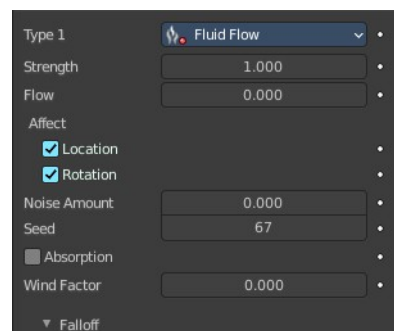 Type 1 Fluid Flow
Strength 1.000
Flow 0.000
Affect
Location
Rotation
Noise Amount 0.000
Seed 67
Absorption
Wind Factor 0.000
Falloff